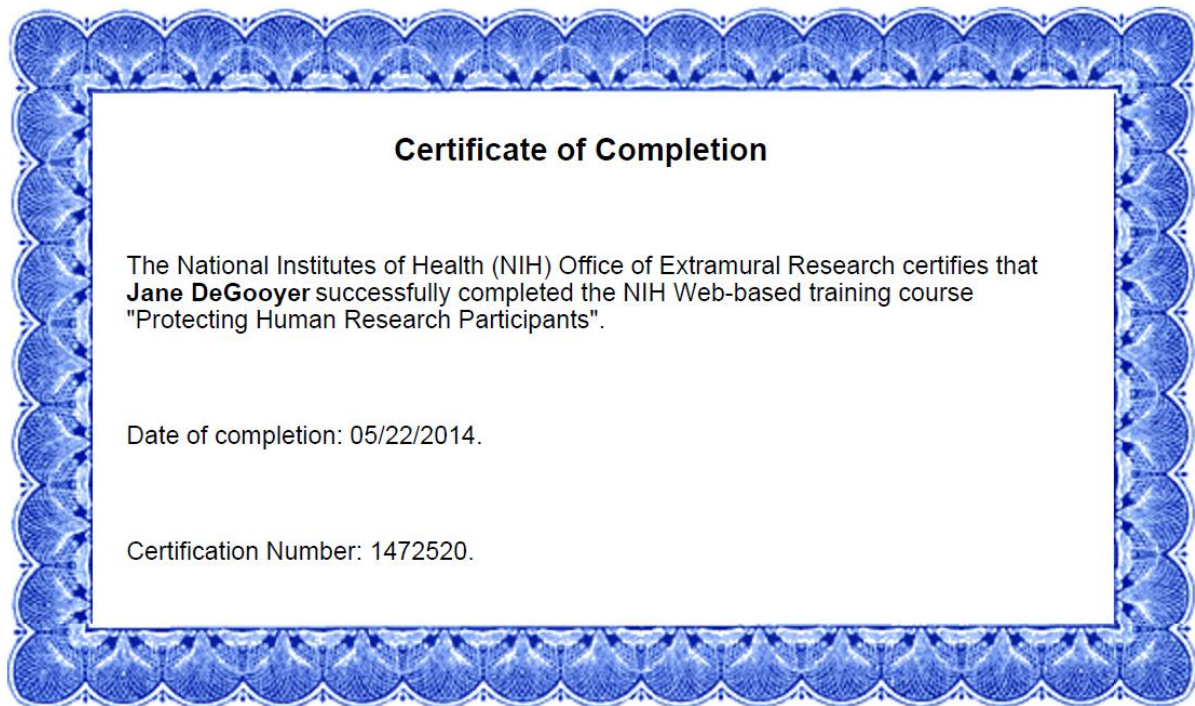 Certificate of Completion
The National Institutes of Health (NIH) Office of Extramural Research certifies that
Jane DeGooyer successfully completed the NIH Web-based training course
"Protecting Human Research Participants".
Date of completion: 05/22/2014.
Certification Number: 1472520.